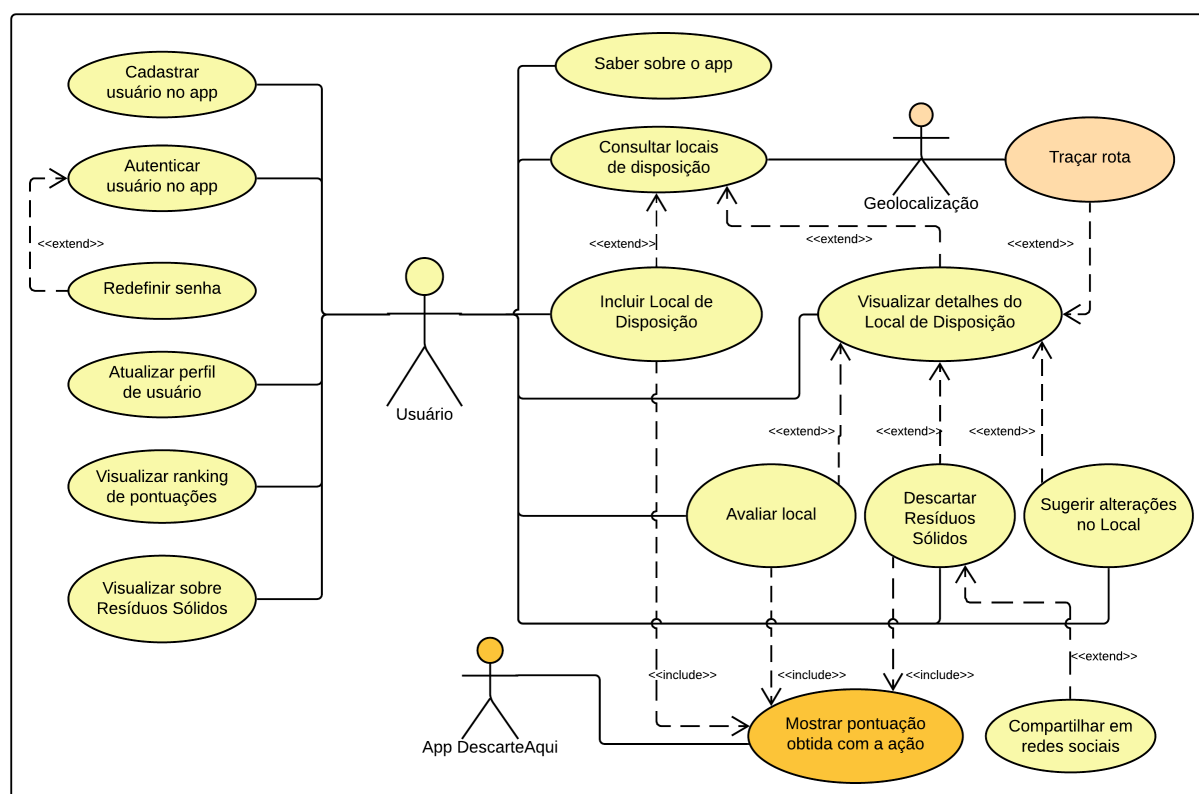 Cadastrar
usuário no app
Autenticar
usuário no app
<<extend>>
Redefinir senha
Atualizar perfil
de usuário
Visualizar ranking
de pontuações
Visualizar sobre
Resíduos Sólidos
Usuário
Saber sobre o app
Consultar locais
de disposição
Geolocalização
Traçar rota
<<extend>>
<<extend>>
<<extend>>
Incluir Local de
Disposição
Visualizar detalhes do
Local de Disposição
<<extend>>
<<extend>>
<<extend>>
Avaliar local
Descartar
Resíduos
Sólidos
Sugerir alterações
no Local
<<extend>>
<<include>>
<<include>>
<<include>>
App DescarteAqui
Mostrar pontuação
obtida com a ação
Compartilhar em
redes sociais